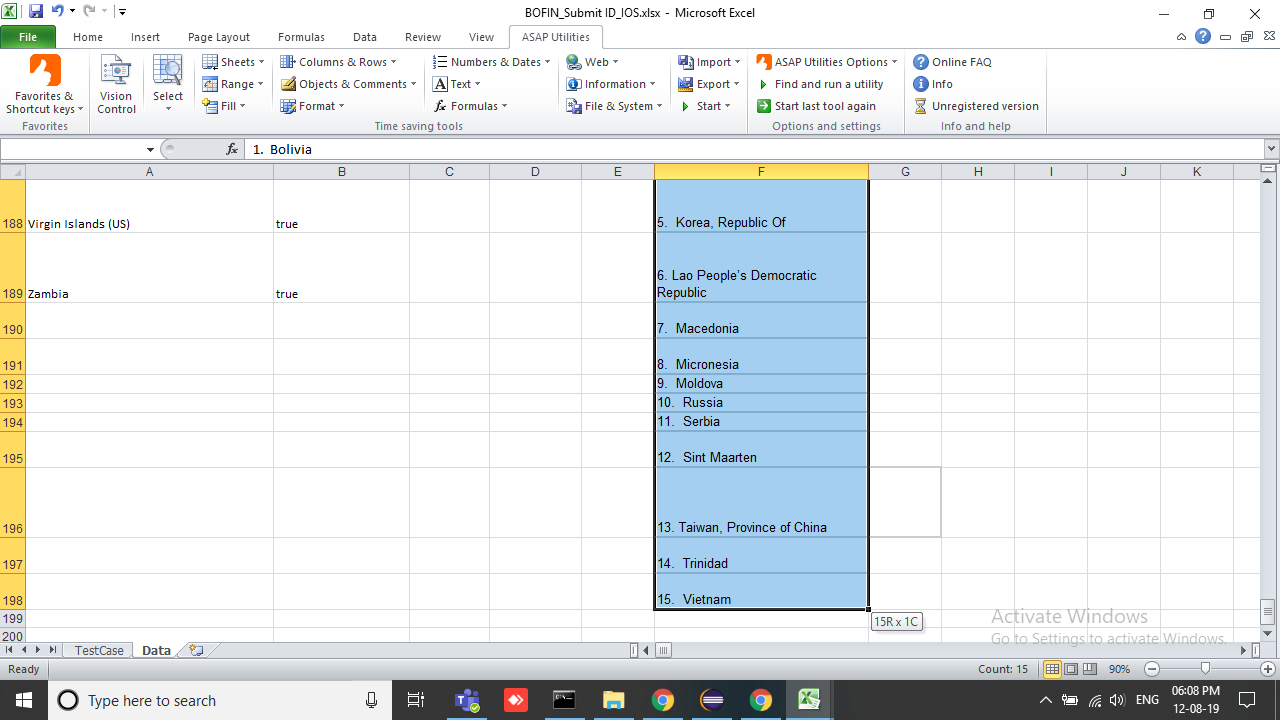 BOFIN_Submit ID_IOS.xlsx - Microsoft Excel
File Home Insert Page Layout Formulas Data Review View ASAP Utilities
Favorites & Shortcut keys
Favorites
Vision Control
Select
Sheets
Range
Fill
Columns & Rows
Objects & Comments
Format
Numbers & Dates
Text
Formulas
Web
Information
File & System
Time saving tools
Import
Export
Start
ASAP Utilities Options
Find and run a utility
Start last tool again
Options and settings
Online FAQ
Info
Unregistered version
Info and help
fx 1. Bolivia
A B C D E F G H I J K
188 Virgin Islands (US) true 5. Korea, Republic Of
189 Zambia true 6. Lao People's Democratic
Republic
190 7. Macedonia
191 8. Micronesia
192 9. Moldova
193 10. Russia
194 11. Serbia
195 12. Sint Maarten
196 13. Taiwan, Province of China
197 14. Trinidad
198 15. Vietnam
199
15R x 1C
200
Activate Windows
Go to Settings to activate Windows.
TestCase Data
Ready Count: 15 90%
Type here to search
ENG
06:08 PM
12-08-19